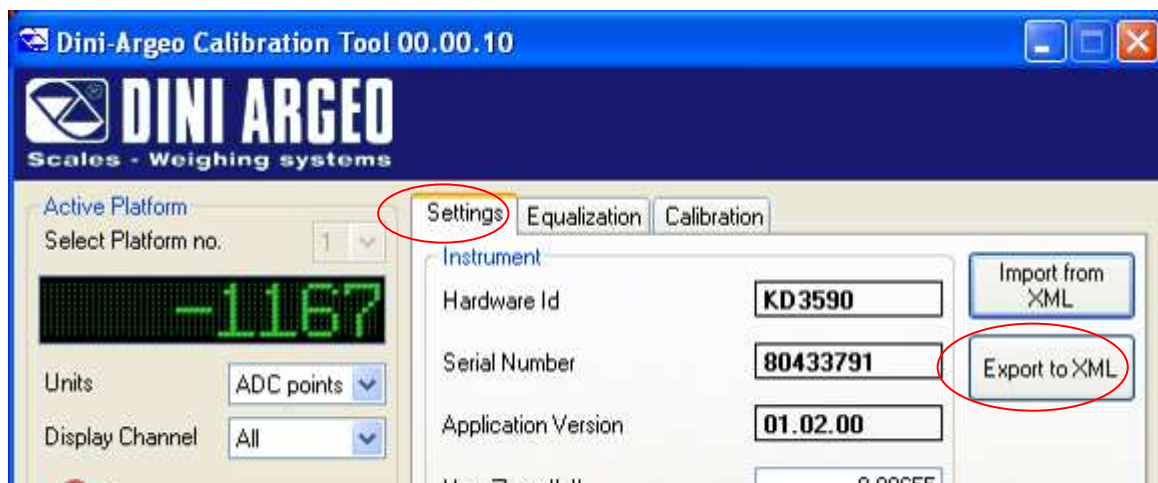 Dini-Argeo Calibration Tool 00.00.10
DINI ARGEO
Scales - Weighing systems
Active Platform
Select Platform no.
1
-1167
Units
ADC points
Display Channel
All
Settings
Equalization
Calibration
Instrument
Hardware Id
KD3590
Serial Number
80433791
Application Version
01.02.00
Import from
XML
Export to XML